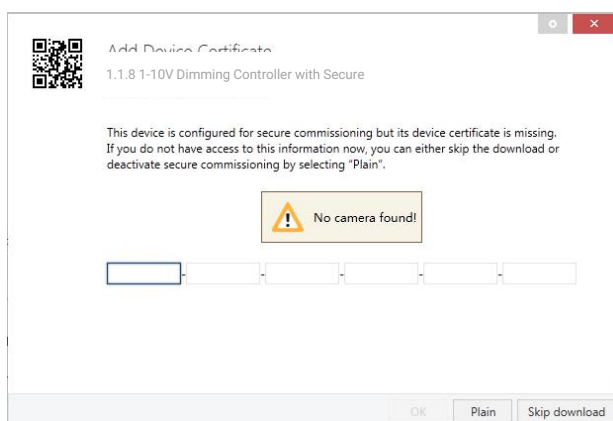 Add Device Certificate
1.1.8 1-10V Dimming Controller with Secure
This device is configured for secure commissioning but its device certificate is missing.
If you do not have access to this information now, you can either skip the download or
deactivate secure commissioning by selecting "Plain".
No camera found!
- - - - -
OK Plain Skip download